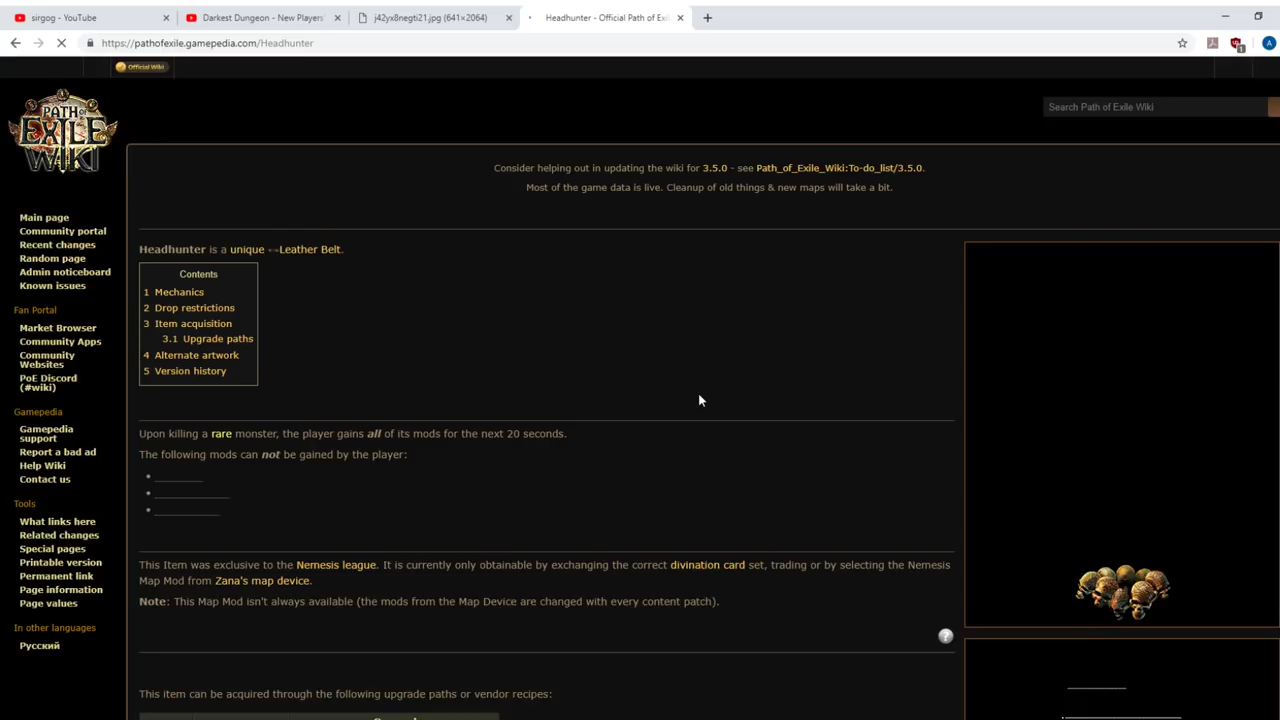 sirgog - YouTube
Darkest Dungeon - New Players'
j42yx8negti21.jpg (641×2064)
Headhunter - Official Path of Exi
https://pathofexile.gamepedia.com/Headhunter
A
1
Official Wiki
PATH OF EXILE WIKI
Search Path of Exile Wiki
Consider helping out in updating the wiki for 3.5.0 - see Path_of_Exile_Wiki:To-do_list/3.5.0.
Most of the game data is live. Cleanup of old things & new maps will take a bit.
Main page
Community portal
Recent changes
Random page
Admin noticeboard
Known issues
Fan Portal
Market Browser
Community Apps
Community
Websites
PoE Discord
(#wiki)
Gamepedia
Gamepedia
support
Report a bad ad
Help Wiki
Contact us
Tools
What links here
Related changes
Special pages
Printable version
Permanent link
Page information
Page values
In other languages
Русский
Headhunter is a unique Leather Belt.
Contents
1 Mechanics
2 Drop restrictions
3 Item acquisition
3.1 Upgrade paths
4 Alternate artwork
5 Version history
Upon killing a rare monster, the player gains all of its mods for the next 20 seconds.
The following mods can not be gained by the player:
This Item was exclusive to the Nemesis league. It is currently only obtainable by exchanging the correct divination card set, trading or by selecting the Nemesis
Map Mod from Zana's map device.
Note: This Map Mod isn't always available (the mods from the Map Device are changed with every content patch).
?
This item can be acquired through the following upgrade paths or vendor recipes: